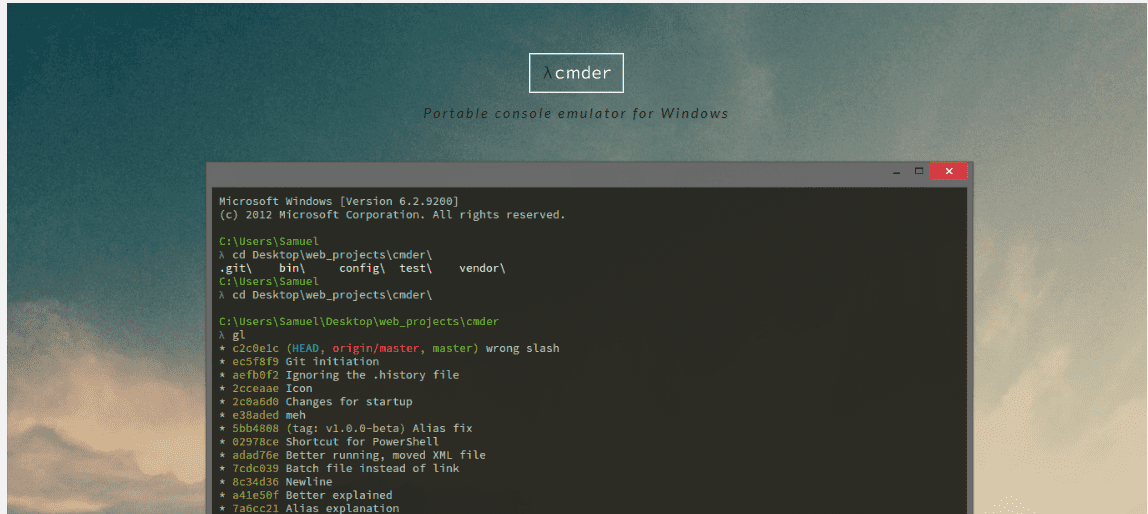 λcmder
Portable console emulator for Windows
Microsoft Windows [Version 6.2.9200]
(c) 2012 Microsoft Corporation. All rights reserved.
C:\Users\Samuel
λ cd Desktop\web_projects\cmder\
.git\ bin\ config\ test\ vendor\
C:\Users\Samuel
λ cd Desktop\web_projects\cmder\
C:\Users\Samuel\Desktop\web_projects\cmder
λ gl
* c2c0e1c (HEAD, origin/master, master) wrong slash
* ec5f8f9 Git initiation
* aefb0f2 Ignoring the .history file
* 2cceaae Icon
* 2c0a6d0 Changes for startup
* e38aded meh
* 5bb4808 (tag: v1.0.0-beta) Alias fix
* 02978ce Shortcut for PowerShell
* adad76e Better running, moved XML file
* 7cdc039 Batch file instead of link
* 8c34d36 Newline
* a41e50f Better explained
* 7a6cc21 Alias explanation